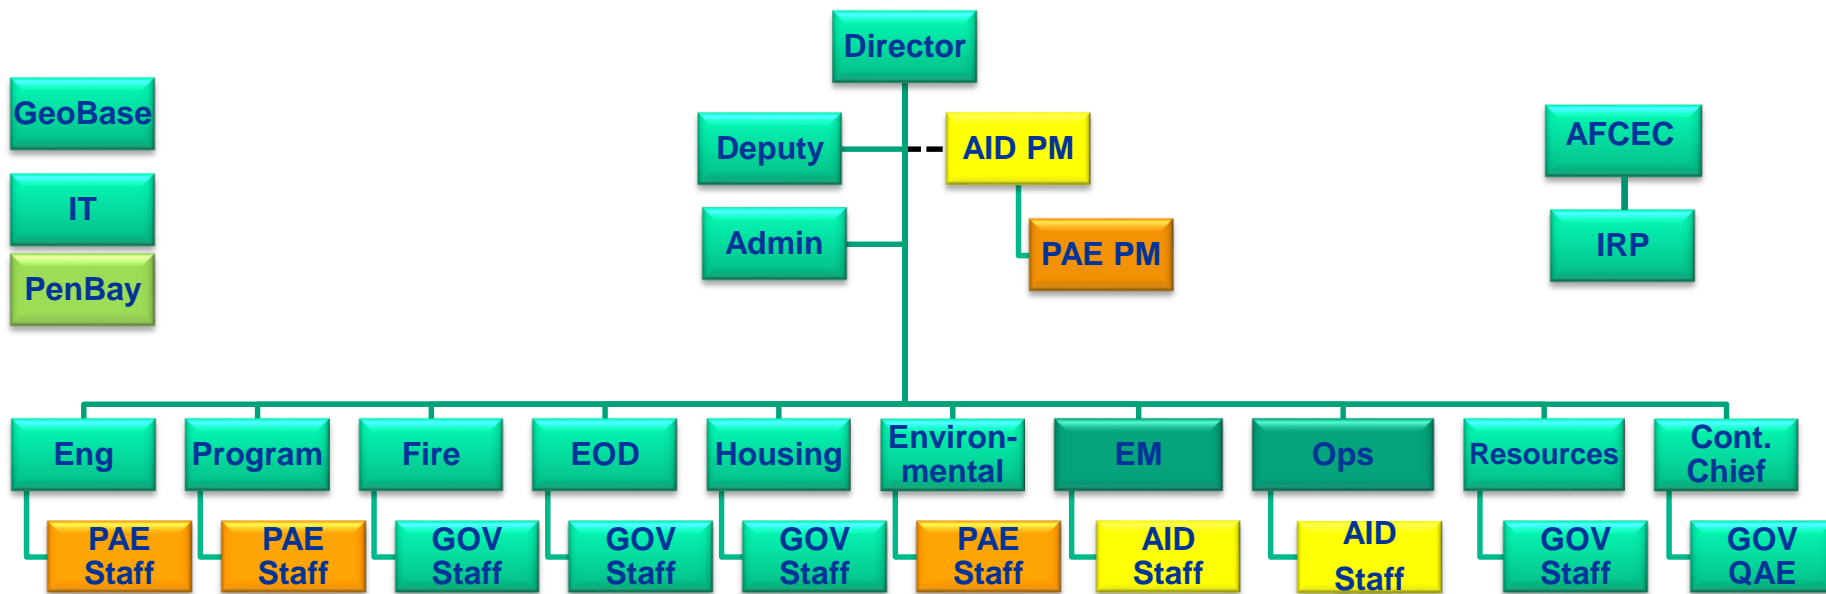 Director
GeoBase
Deputy
AID PM
AFCEC
IT
Admin
PAE PM
IRP
PenBay
Eng
Program
Fire
EOD
Housing
Environ-
mental
EM
Ops
Resources
Cont.
Chief
PAE
Staff
PAE
Staff
GOV
Staff
GOV
Staff
GOV
Staff
PAE
Staff
AID
Staff
AID
Staff
GOV
Staff
GOV
QAE